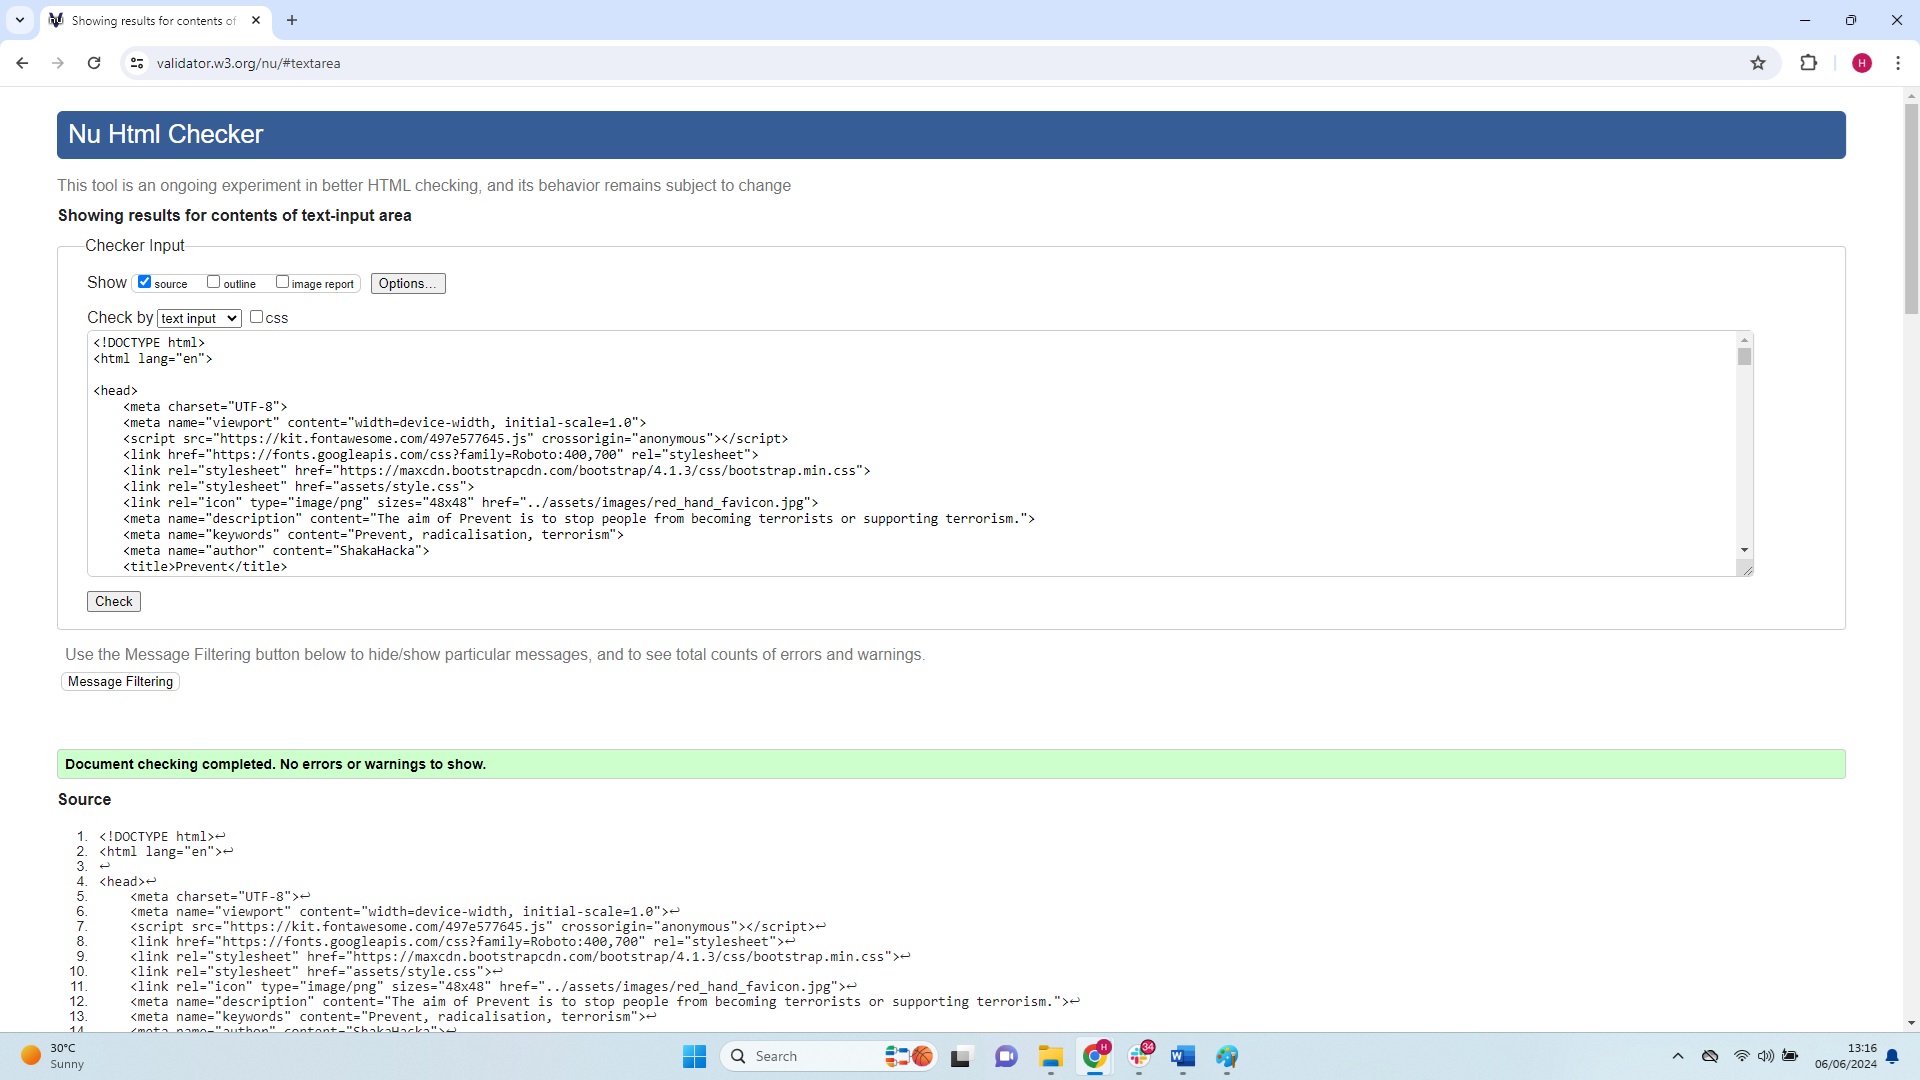 Showing results for contents of
validator.w3.org/nu/#textarea
H
Nu Html Checker
This tool is an ongoing experiment in better HTML checking, and its behavior remains subject to change
Showing results for contents of text-input area
Checker Input
Show source outline image report Options...
Check by text input css
<!DOCTYPE html>
<html lang="en">
<head>
<meta charset="UTF-8">
<meta name="viewport" content="width=device-width, initial-scale=1.0">
<script src="https://kit.fontawesome.com/497e577645.js" crossorigin="anonymous"></script>
<link href="https://fonts.googleapis.com/css?family=Roboto:400,700" rel="stylesheet">
<link rel="stylesheet" href="https://maxcdn.bootstrapcdn.com/bootstrap/4.1.3/css/bootstrap.min.css">
<link rel="stylesheet" href="assets/style.css">
<link rel="icon" type="image/png" sizes="48x48" href="../assets/images/red_hand_favicon.jpg">
<meta name="description" content="The aim of Prevent is to stop people from becoming terrorists or supporting terrorism.">
<meta name="keywords" content="Prevent, radicalisation, terrorism">
<meta name="author" content="ShakaHacka">
<title>Prevent</title>
Check
Use the Message Filtering button below to hide/show particular messages, and to see total counts of errors and warnings.
Message Filtering
Document checking completed. No errors or warnings to show.
Source
1. <!DOCTYPE html>↩
2. <html lang="en">↩
3. ↩
4. <head>↩
5. <meta charset="UTF-8">↩
6. <meta name="viewport" content="width=device-width, initial-scale=1.0">↩
7. <script src="https://kit.fontawesome.com/497e577645.js" crossorigin="anonymous"></script>↩
8. <link href="https://fonts.googleapis.com/css?family=Roboto:400,700" rel="stylesheet">↩
9. <link rel="stylesheet" href="https://maxcdn.bootstrapcdn.com/bootstrap/4.1.3/css/bootstrap.min.css">↩
10. <link rel="stylesheet" href="assets/style.css">↩
11. <link rel="icon" type="image/png" sizes="48x48" href="../assets/images/red_hand_favicon.jpg">↩
12. <meta name="description" content="The aim of Prevent is to stop people from becoming terrorists or supporting terrorism.">↩
13. <meta name="keywords" content="Prevent, radicalisation, terrorism">↩
14. <meta name="author" content="ShakaHacka">↩
30°C
Sunny
Search
H
34
13:16
06/06/2024